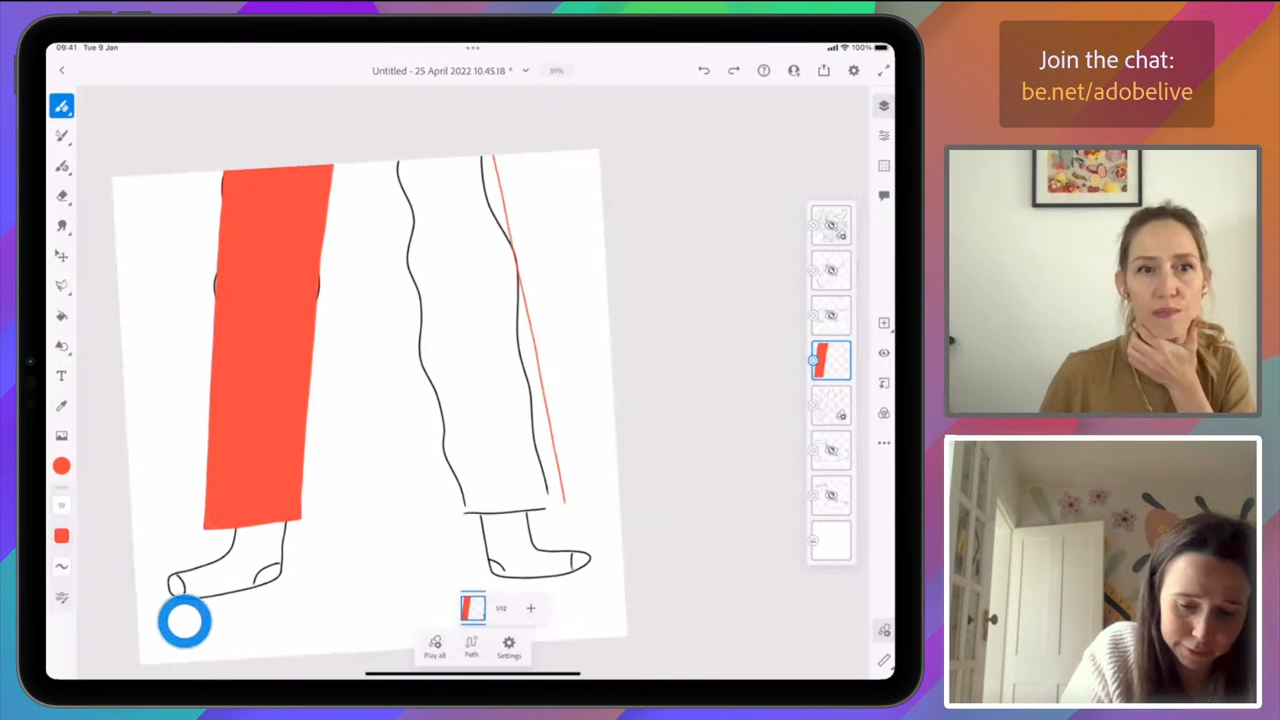 09:41 Tue 9 Jan
100%
Untitled - 25 April 2022 10.45.18 *
39%
T
19
1/12
Play all
Path
Settings
Join the chat:
be.net/adobelive